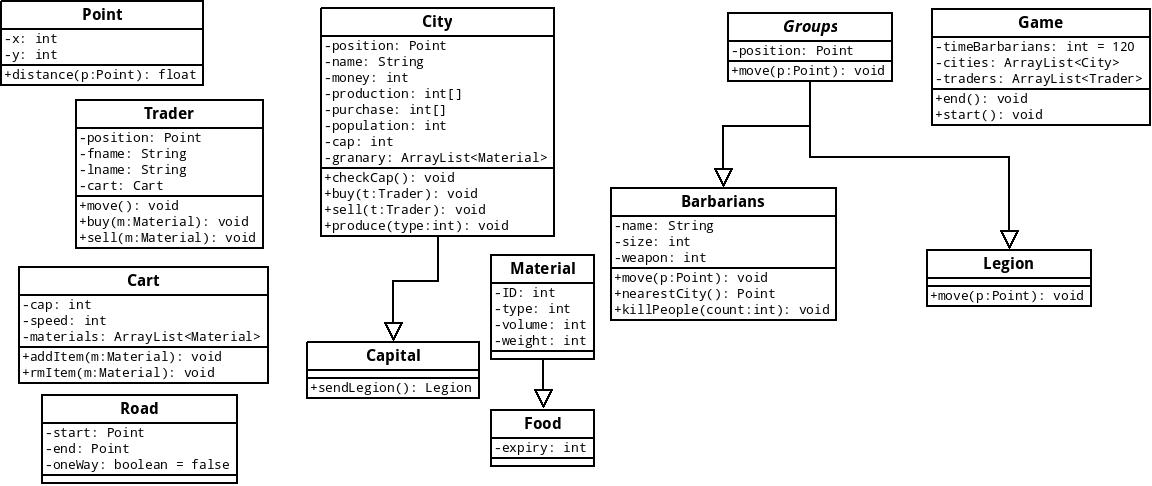 Point
-x: int
-y: int
+distance(p:Point): float
Trader
-position: Point
-fname: String
-lname: String
-cart: Cart
+move(): void
+buy(m:Material): void
+sell(m:Material): void
Cart
-cap: int
-speed: int
-materials: ArrayList<Material>
+addItem(m:Material): void
+rmItem(m:Material): void
Road
-start: Point
-end: Point
-oneWay: boolean = false
City
-position: Point
-name: String
-money: int
-production: int[]
-purchase: int[]
-population: int
-cap: int
-granary: ArrayList<Material>
+checkCap(): void
+buy(t:Trader): void
+sell(t:Trader): void
+produce(type:int): void
Capital
+sendLegion(): Legion
Material
-ID: int
-type: int
-volume: int
-weight: int
Food
-expiry: int
Groups
-position: Point
+move(p:Point): void
Barbarians
-name: String
-size: int
-weapon: int
+move(p:Point): void
+nearestCity(): Point
+killPeople(count:int): void
Game
-timeBarbarians: int = 120
-cities: ArrayList<City>
-traders: ArrayList<Trader>
+end(): void
+start(): void
Legion
+move(p:Point): void